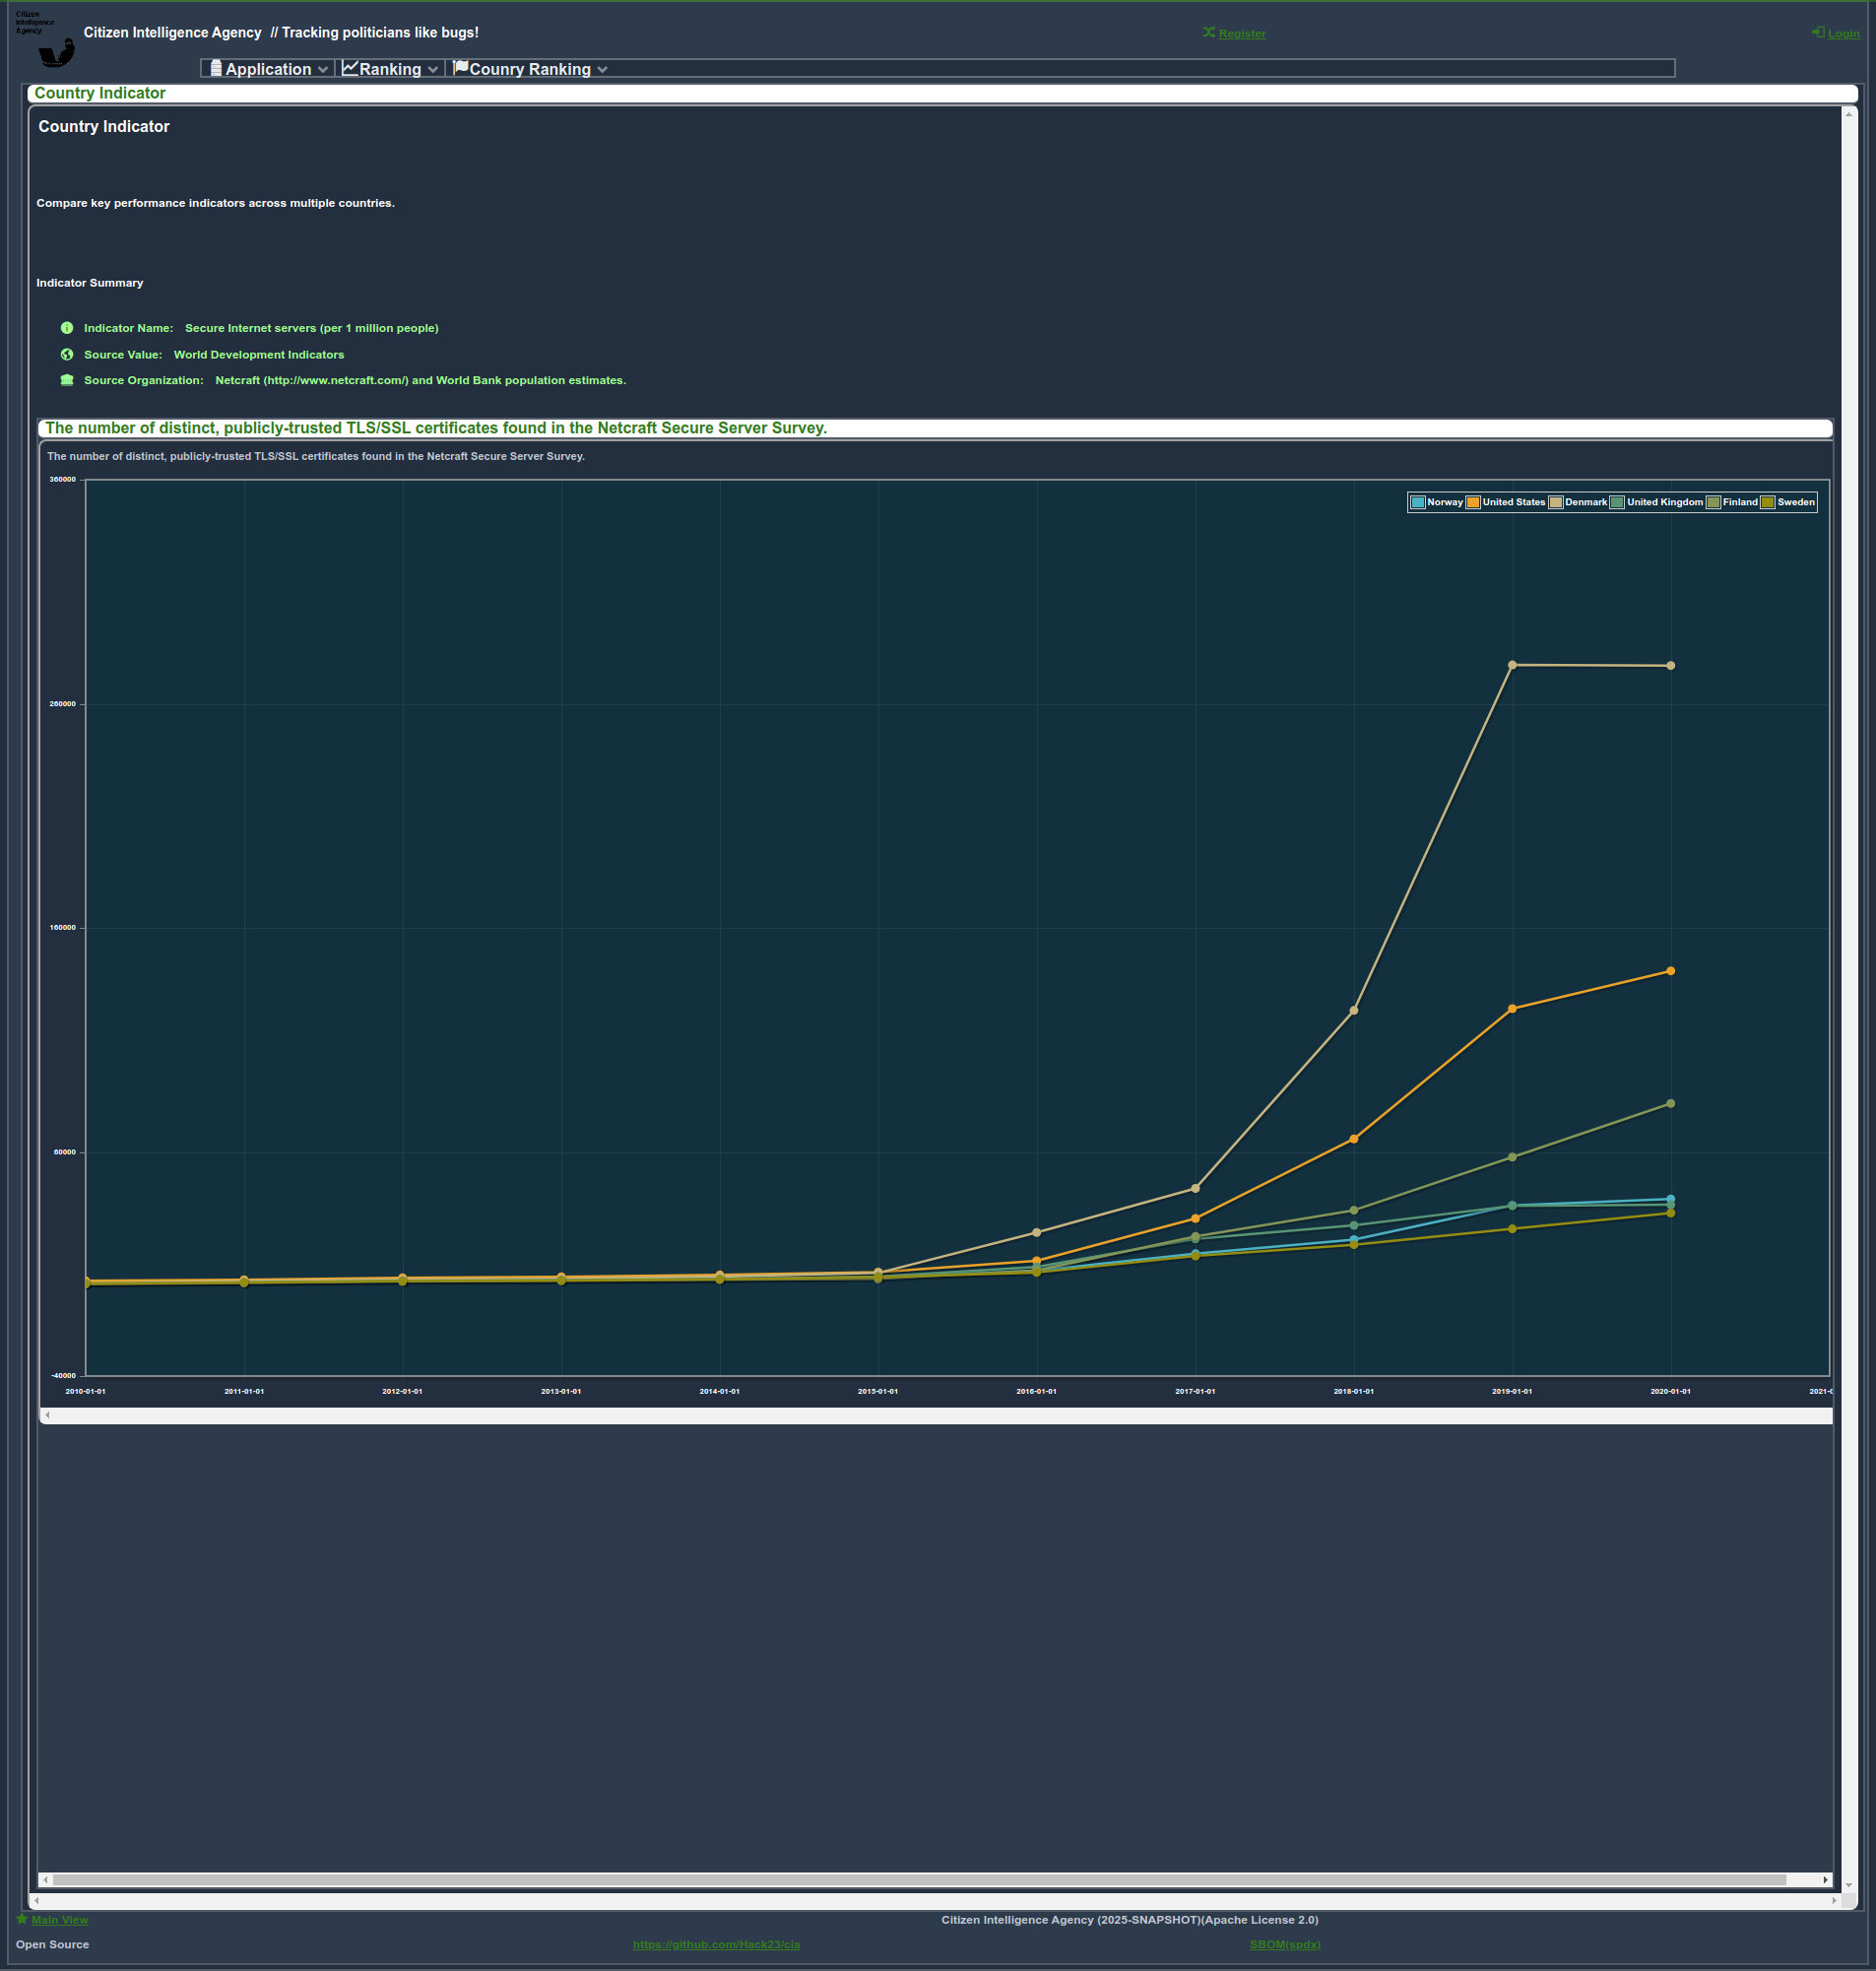 Citizen
Intelligence
Agency
Citizen Intelligence Agency // Tracking politicians like bugs!
Register
Login
Application
Ranking
Counry Ranking
Country Indicator
Country Indicator
Compare key performance indicators across multiple countries.
Indicator Summary
Indicator Name: Secure Internet servers (per 1 million people)
Source Value: World Development Indicators
Source Organization: Netcraft (http://www.netcraft.com/) and World Bank population estimates.
The number of distinct, publicly-trusted TLS/SSL certificates found in the Netcraft Secure Server Survey.
The number of distinct, publicly-trusted TLS/SSL certificates found in the Netcraft Secure Server Survey.
360000
Norway United States Denmark United Kingdom Finland Sweden
260000
160000
60000
-40000
2010-01-01 2011-01-01 2012-01-01 2013-01-01 2014-01-01 2015-01-01 2016-01-01 2017-01-01 2018-01-01 2019-01-01 2020-01-01 2021-0
Main View
Citizen Intelligence Agency (2025-SNAPSHOT)(Apache License 2.0)
Open Source
https://github.com/Hack23/cia
SBOM(spdx)